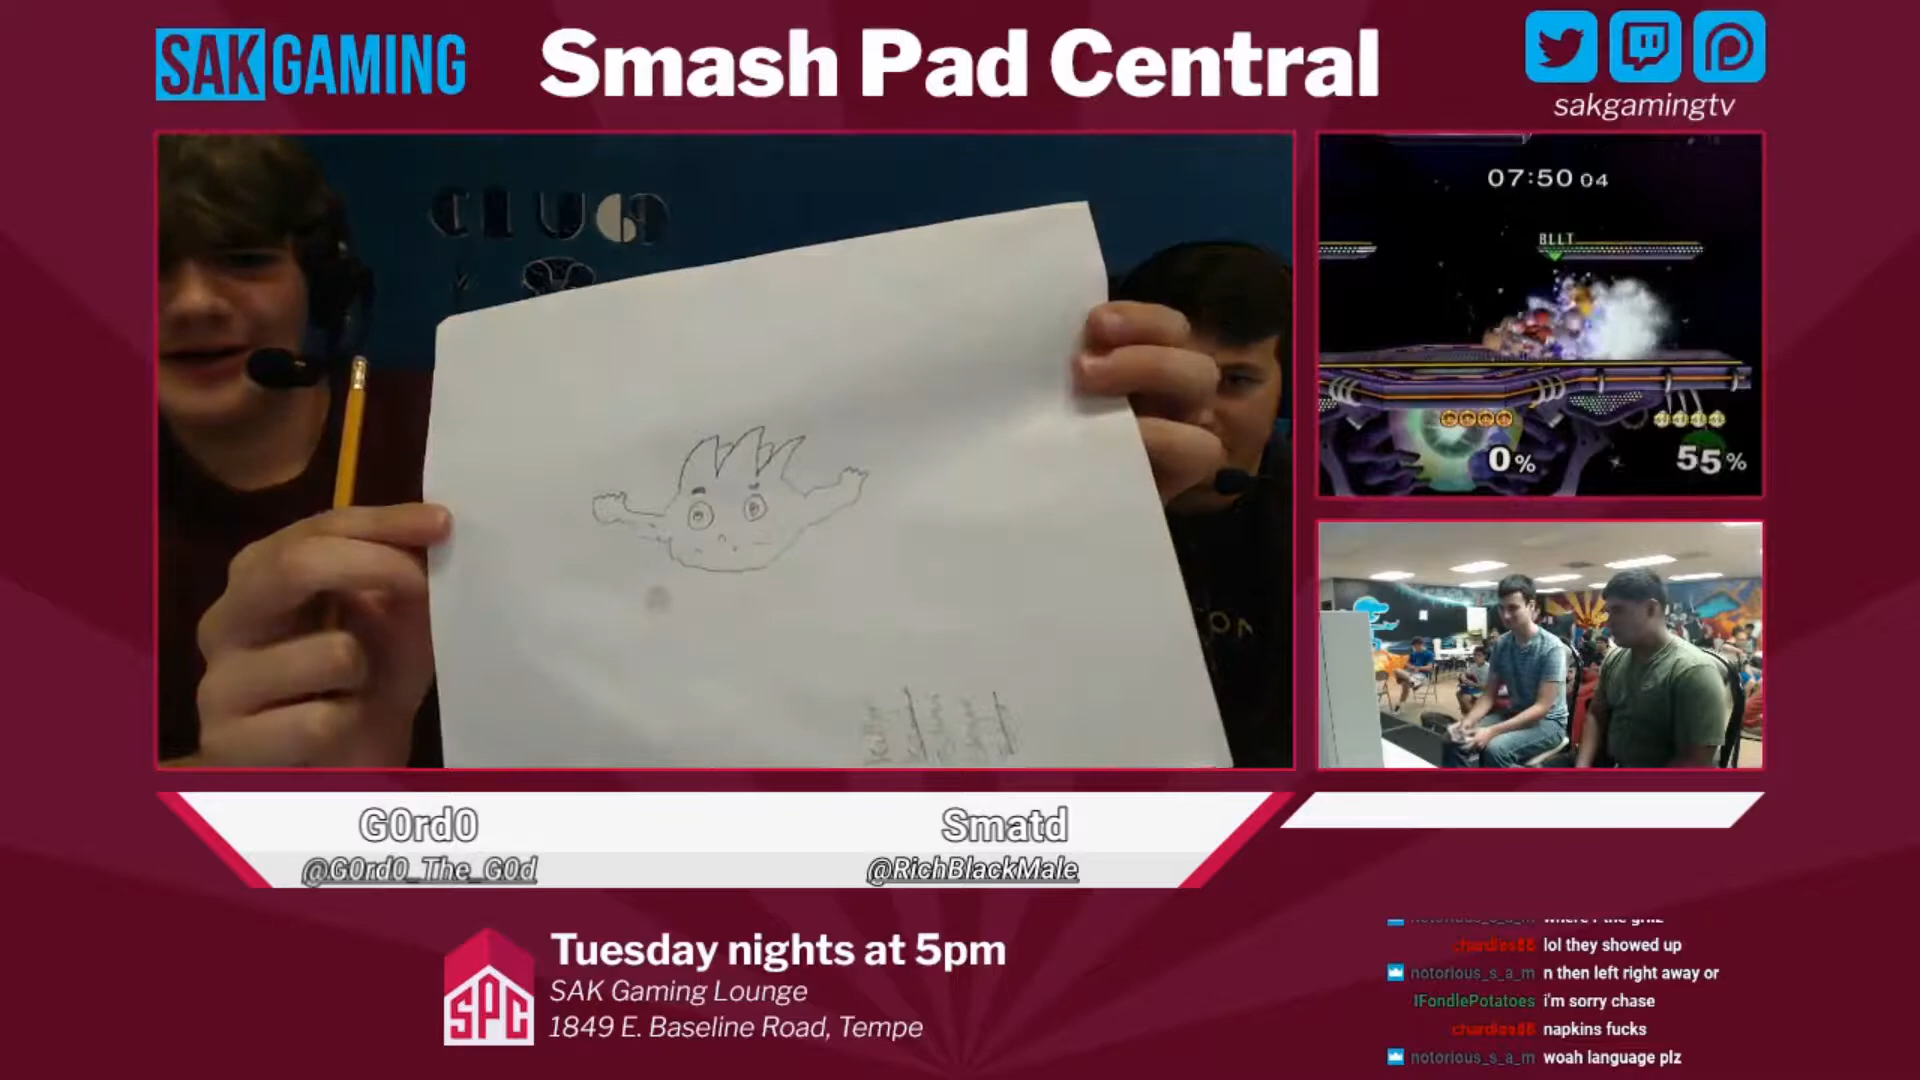 SAK GAMING
Smash Pad Central
sakgamingtv
CLUB
07:50 04
BLLT
0%
55%
G0rd0
@G0rd0_The_G0d
Smatd
@RichBlackMale
SPC
Tuesday nights at 5pm
SAK Gaming Lounge
1849 E. Baseline Road, Tempe
lol they showed up
notorious_s_a_m n then left right away or
IFondlePotatoes i'm sorry chase
napkins fucks
notorious_s_a_m woah language plz